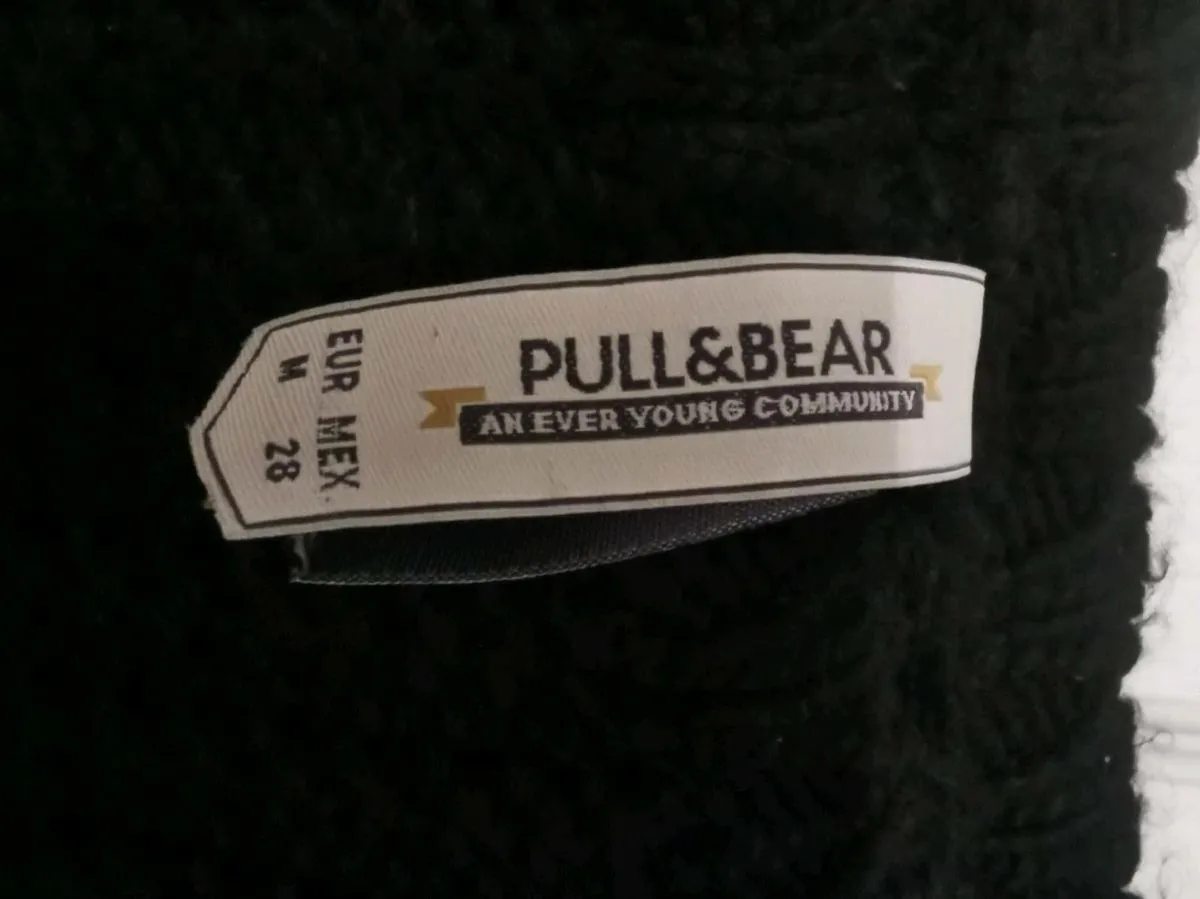 PULL&BEAR
AN EVER YOUNG COMMUNITY
EUR MEX.
M 28